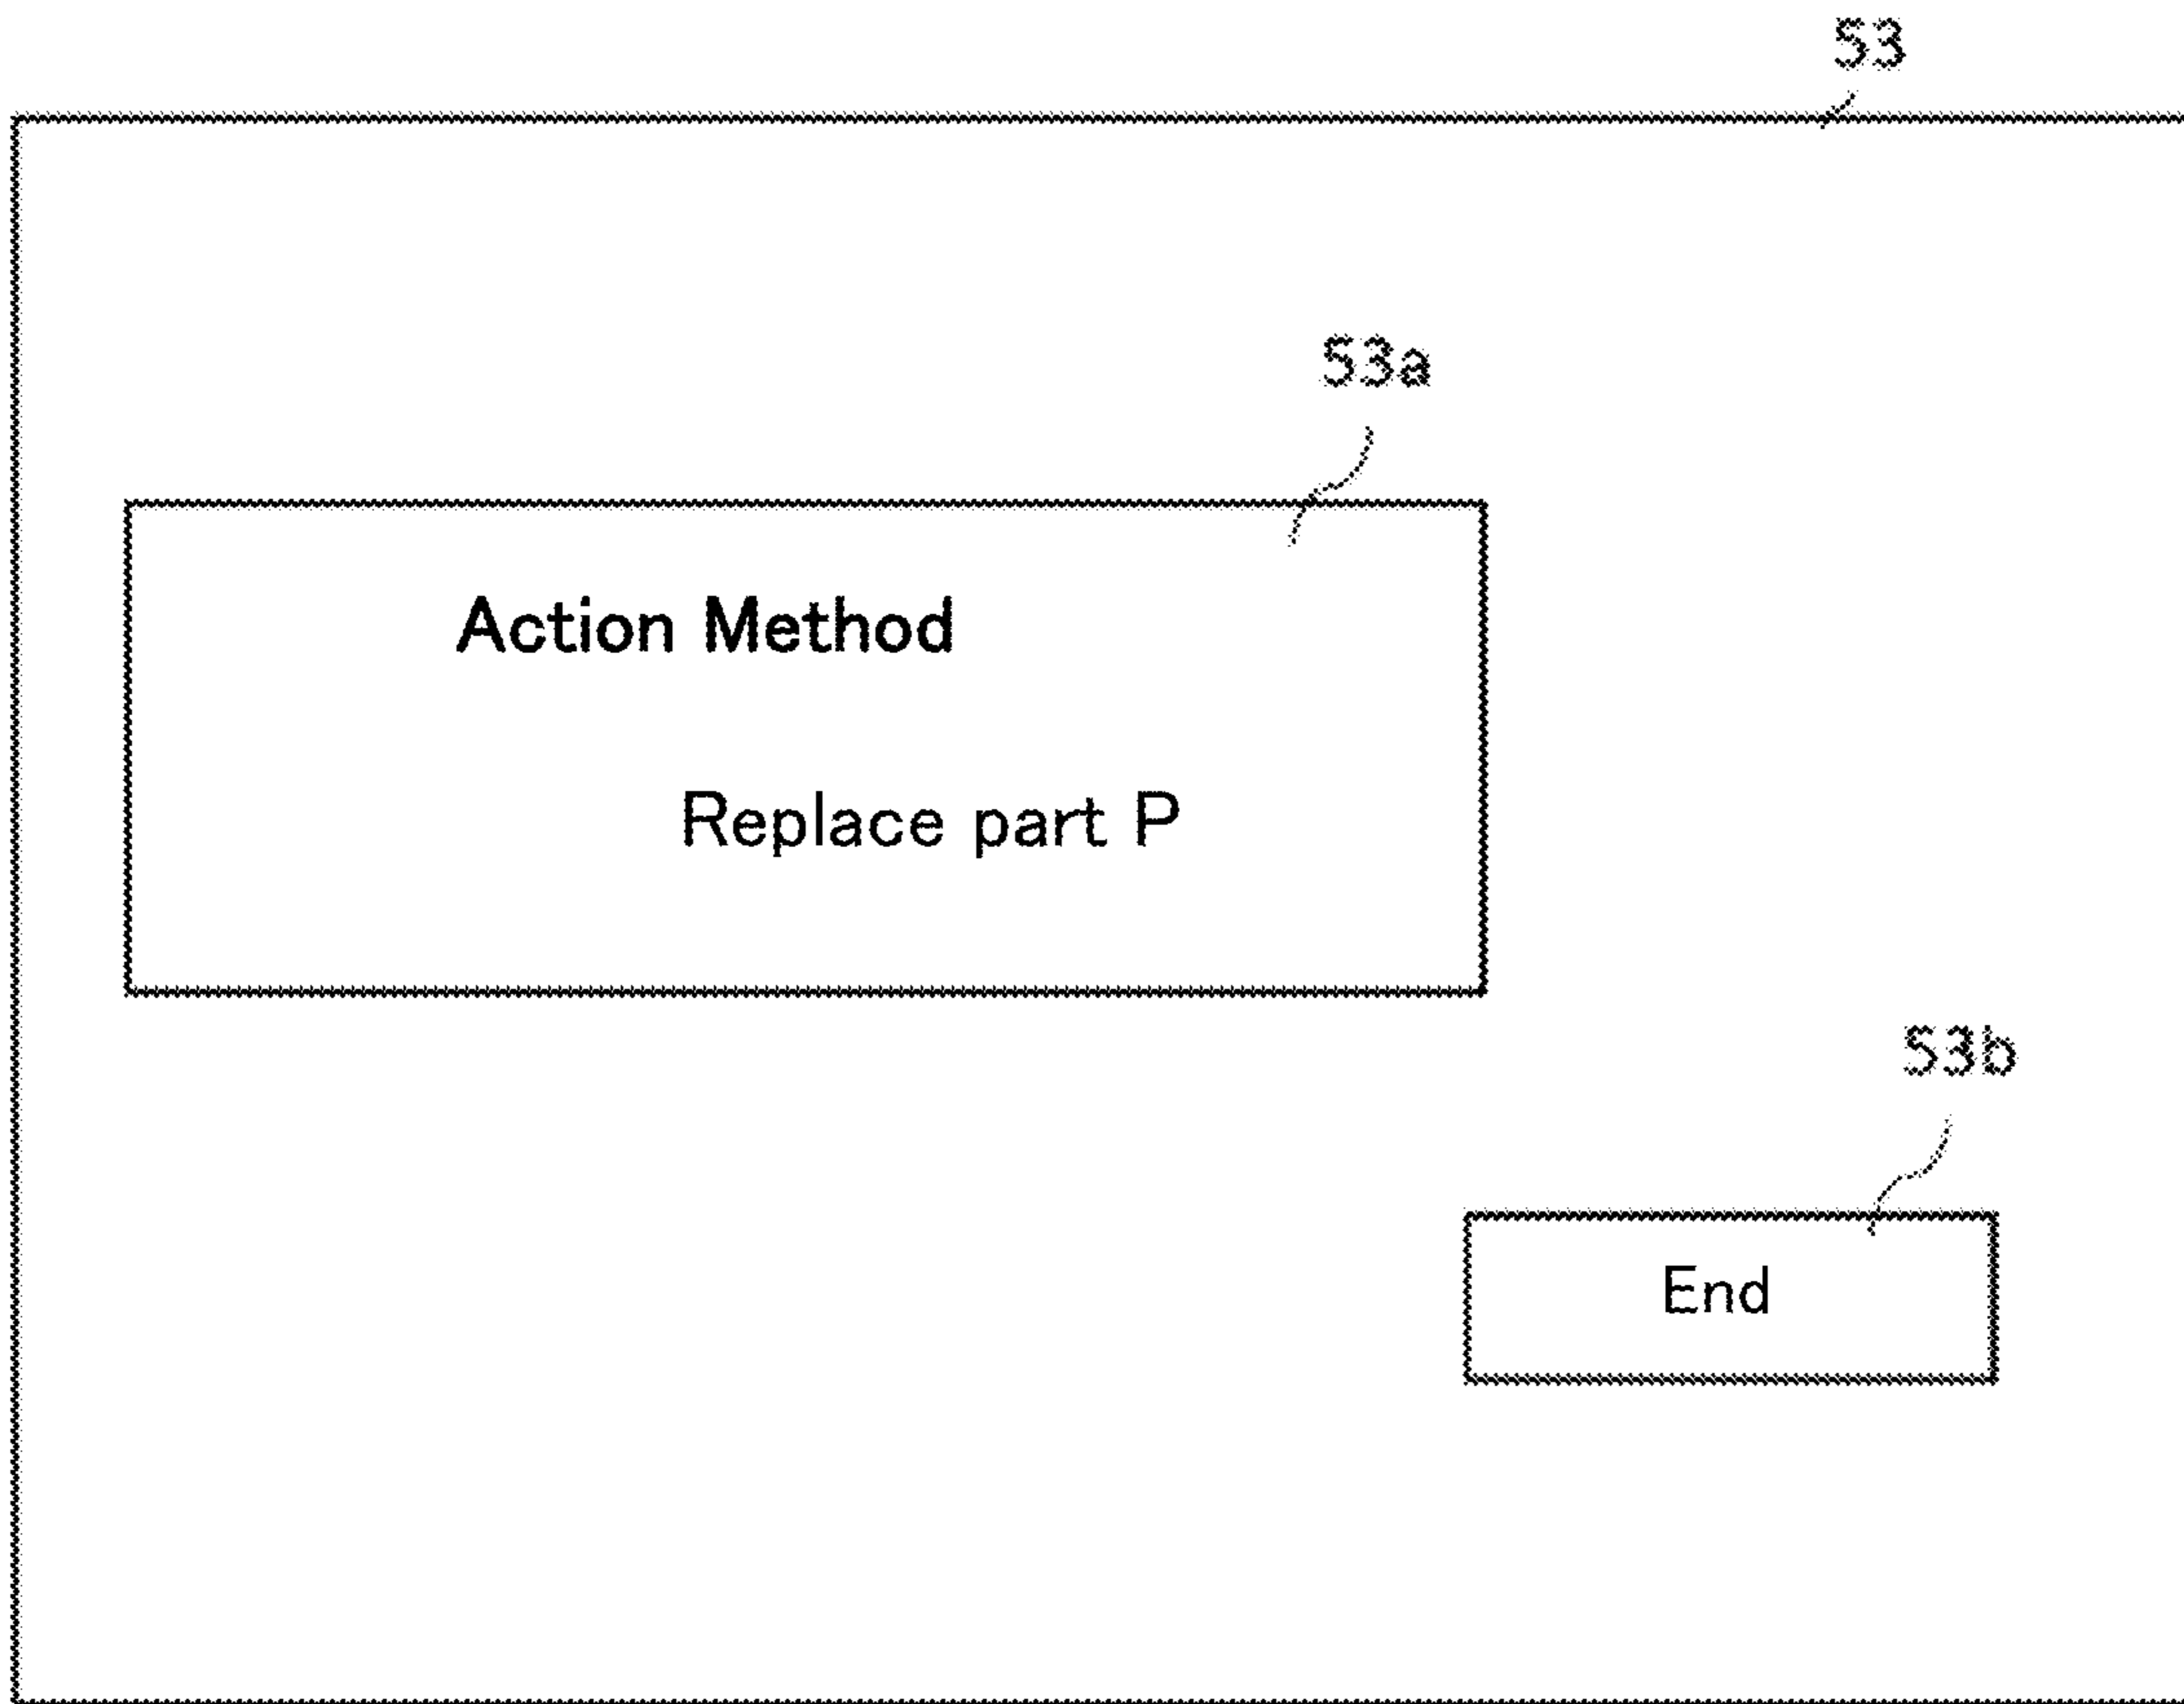 53
53a
Action Method
Replace part P
53b
End